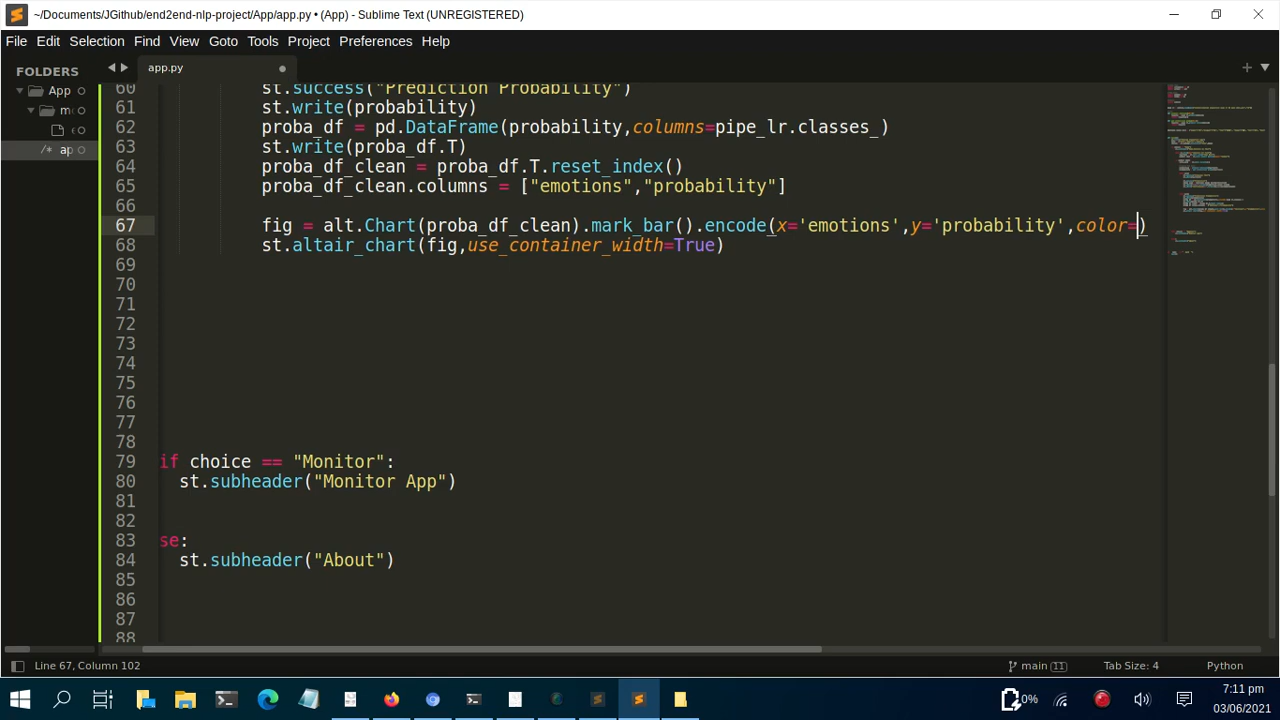 ~/Documents/JGithub/end2end-nlp-project/App/app.py • (App) - Sublime Text (UNREGISTERED)
File Edit Selection Find View Goto Tools Project Preferences Help
FOLDERS
App
ap
app.py
60 st.success("Prediction Probability")
61 st.write(probability)
62 proba_df = pd.DataFrame(probability,columns=pipe_lr.classes_)
63 st.write(proba_df.T)
64 proba_df_clean = proba_df.T.reset_index()
65 proba_df_clean.columns = ["emotions","probability"]
66
67 fig = alt.Chart(proba_df_clean).mark_bar().encode(x='emotions',y='probability',color=)
68 st.altair_chart(fig,use_container_width=True)
69
70
71
72
73
74
75
76
77
78
79 if choice == "Monitor":
80 st.subheader("Monitor App")
81
82
83 se:
84 st.subheader("About")
85
86
87
88
Line 67, Column 102
main 11
Tab Size: 4
Python
0%
7:11 pm
03/06/2021